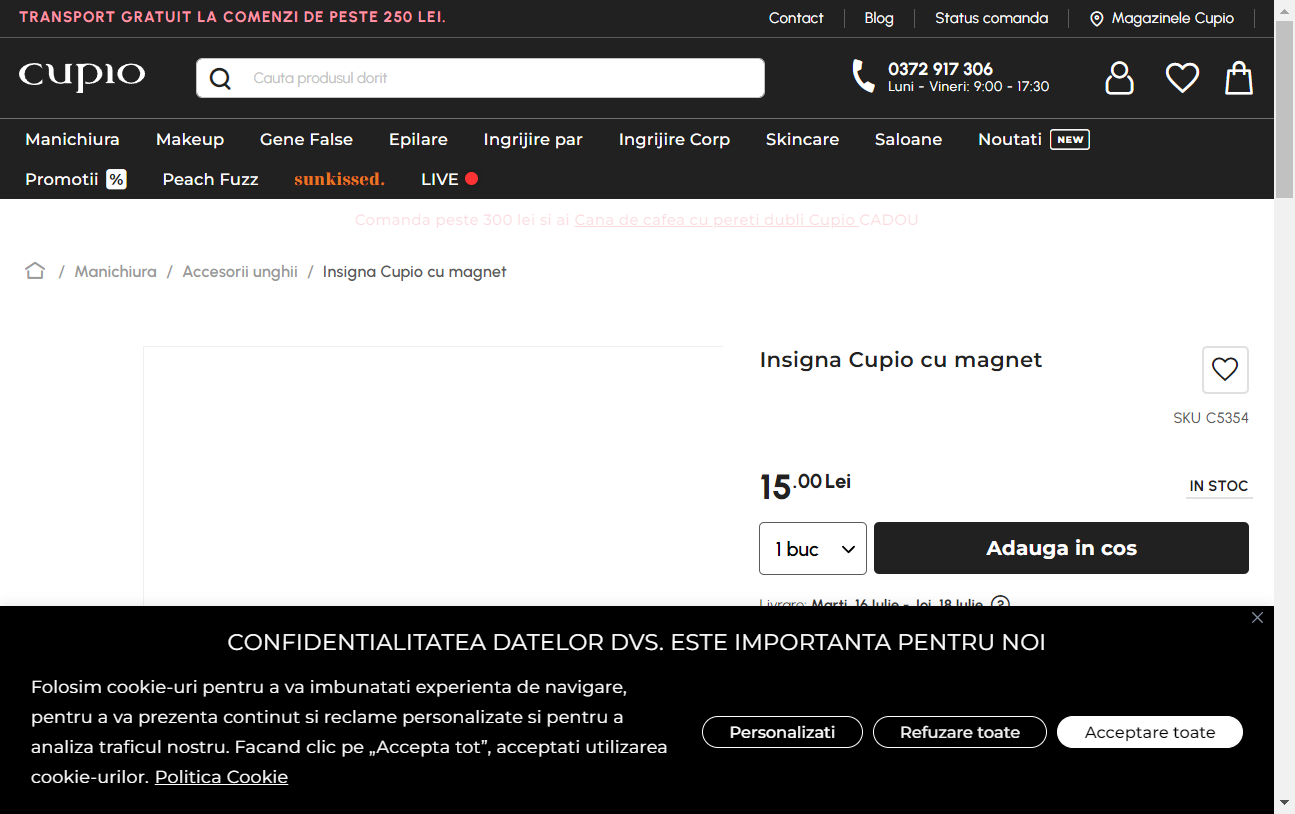 TRANSPORT GRATUIT LA COMENZI DE PESTE 250 LEI.
Contact
Blog
Status comanda
Magazinele Cupio
cupio
Cauta produsul dorit
0372 917 306
Luni - Vineri: 9:00 - 17:30
Manichiura
Makeup
Gene False
Epilare
Ingrijire par
Ingrijire Corp
Skincare
Saloane
Noutati NEW
Promotii %
Peach Fuzz
sunkissed.
LIVE
Comanda peste 300 lei si ai Cana de cafea cu pereti dubli Cupio CADOU
/ Manichiura / Accesorii unghii / Insigna Cupio cu magnet
Insigna Cupio cu magnet
SKU C5354
15.00 Lei
IN STOC
1 buc
Adauga in cos
Livrare: Marti, 16 Iulie - Joi, 18 Iulie ?
CONFIDENTIALITATEA DATELOR DVS. ESTE IMPORTANTA PENTRU NOI
Folosim cookie-uri pentru a va imbunatati experienta de navigare,
pentru a va prezenta continut si reclame personalizate si pentru a
analiza traficul nostru. Facand clic pe „Accepta tot”, acceptati utilizarea
cookie-urilor. Politica Cookie
Personalizati
Refuzare toate
Acceptare toate